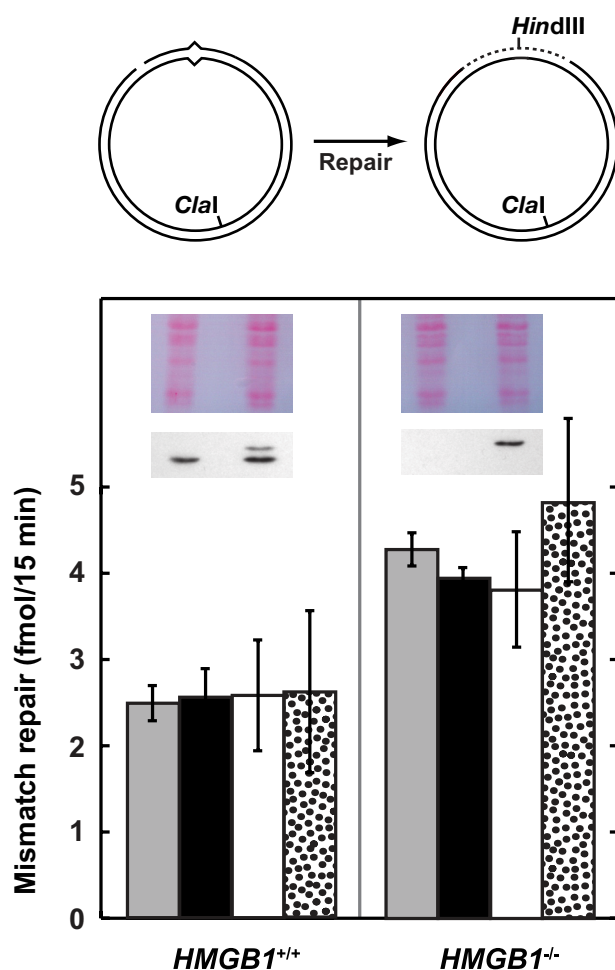 HindIII
Repair
ClaI
ClaI
Mismatch repair (fmol/15 min)
5
4
3
2
1
0
HMGB1+/+
HMGB1-/-